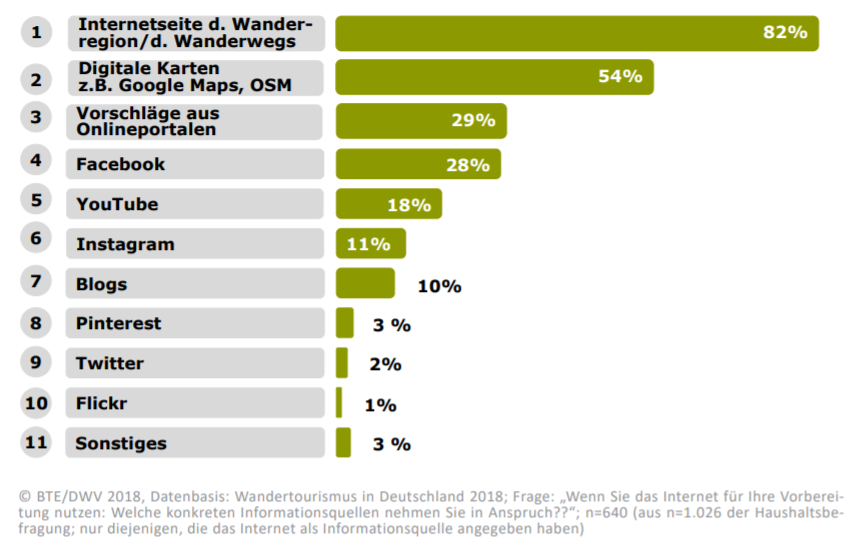 1 Internetseite d. Wander-
region/d. Wanderwegs 82%
2 Digitale Karten
z.B. Google Maps, OSM 54%
3 Vorschläge aus
Onlineportalen 29%
4 Facebook 28%
5 YouTube 18%
6 Instagram 11%
7 Blogs 10%
8 Pinterest 3 %
9 Twitter 2%
10 Flickr 1%
11 Sonstiges 3 %
© BTE/DWV 2018, Datenbasis: Wandertourismus in Deutschland 2018; Frage: „Wenn Sie das Internet für Ihre Vorberei-
tung nutzen: Welche konkreten Informationsquellen nehmen Sie in Anspruch??“; n=640 (aus n=1.026 der Haushaltsbe-
fragung; nur diejenigen, die das Internet als Informationsquelle angegeben haben)